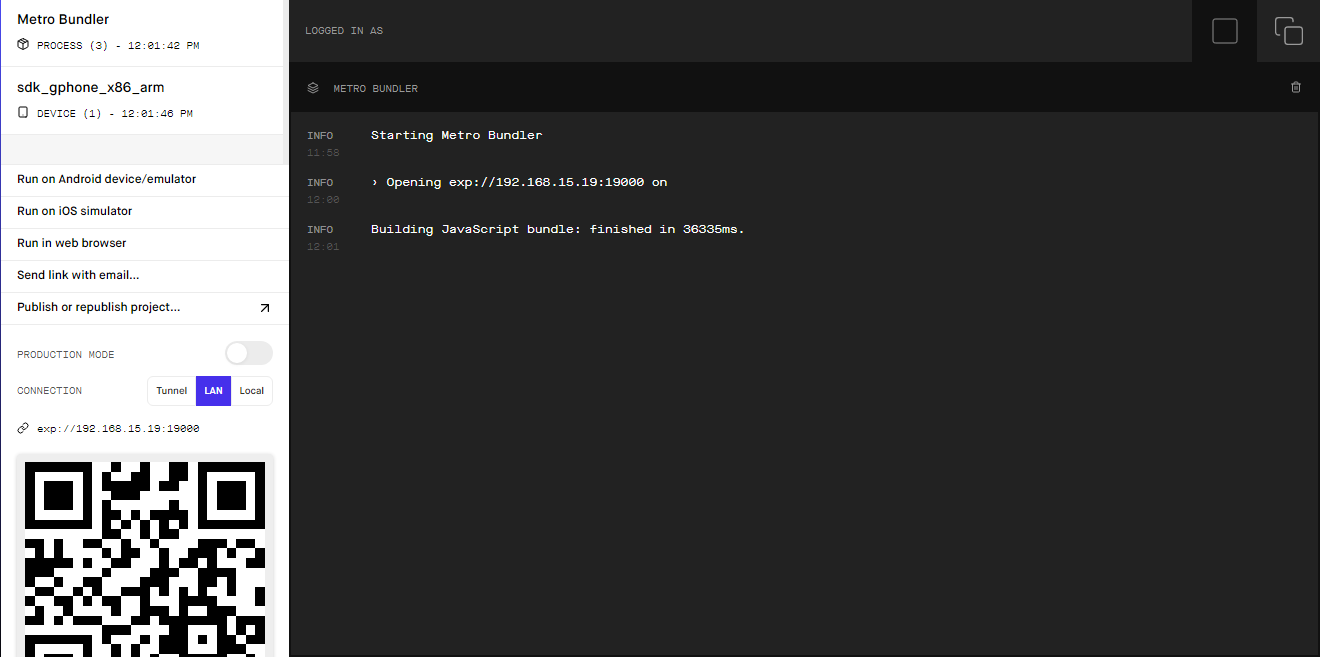 Metro Bundler
PROCESS (3) - 12:01:42 PM
sdk_gphone_x86_arm
DEVICE (1) - 12:01:46 PM
Run on Android device/emulator
Run on iOS simulator
Run in web browser
Send link with email...
Publish or republish project...
PRODUCTION MODE
CONNECTION
Tunnel LAN Local
exp://192.168.15.19:19000
LOGGED IN AS
METRO BUNDLER
INFO Starting Metro Bundler
11:58
INFO › Opening exp://192.168.15.19:19000 on
12:00
INFO Building JavaScript bundle: finished in 36335ms.
12:01